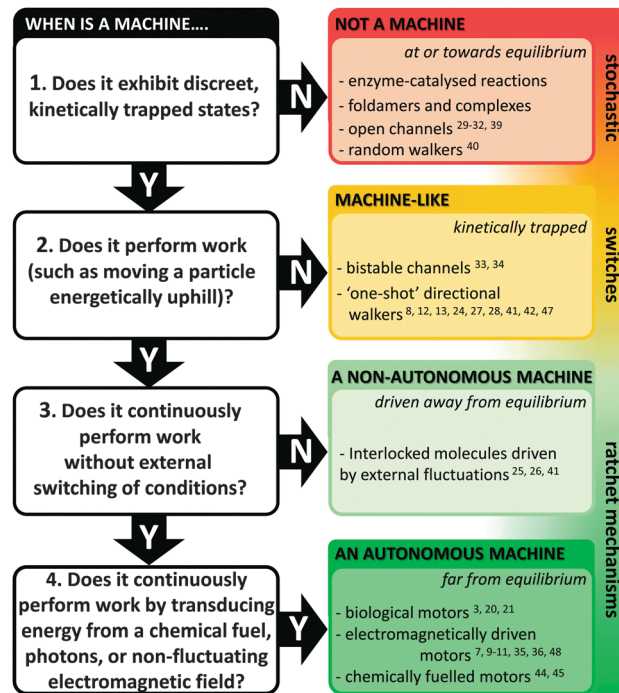 WHEN IS A MACHINE....
1. Does it exhibit discreet,
kinetically trapped states?
N
NOT A MACHINE
at or towards equilibrium
- enzyme-catalysed reactions
- foldamers and complexes
- open channels 29-32, 39
- random walkers 40
stochastic
Y
2. Does it perform work
(such as moving a particle
energetically uphill)?
N
MACHINE-LIKE
kinetically trapped
- bistable channels 33, 34
- ‘one-shot’ directional
walkers 8, 12, 13, 24, 27, 28, 41, 42, 47
switches
Y
3. Does it continuously
perform work
without external
switching of conditions?
N
A NON-AUTONOMOUS MACHINE
driven away from equilibrium
- Interlocked molecules driven
by external fluctuations 25, 26, 41
ratchet mechanisms
Y
4. Does it continuously
perform work by transducing
energy from a chemical fuel,
photons, or non-fluctuating
electromagnetic field?
Y
AN AUTONOMOUS MACHINE
far from equilibrium
- biological motors 3, 20, 21
- electromagnetically driven
motors 7, 9-11, 35, 36, 48
- chemically fuelled motors 44, 45